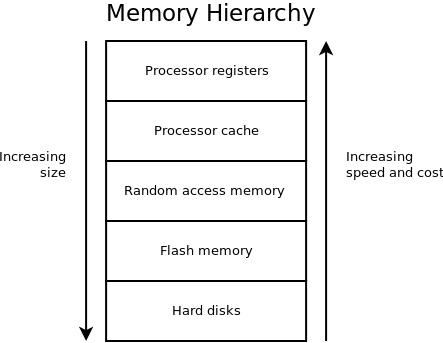 Memory Hierarchy
Processor registers
Processor cache
Increasing
size
Increasing
speed and cost
Random access memory
Flash memory
Hard disks